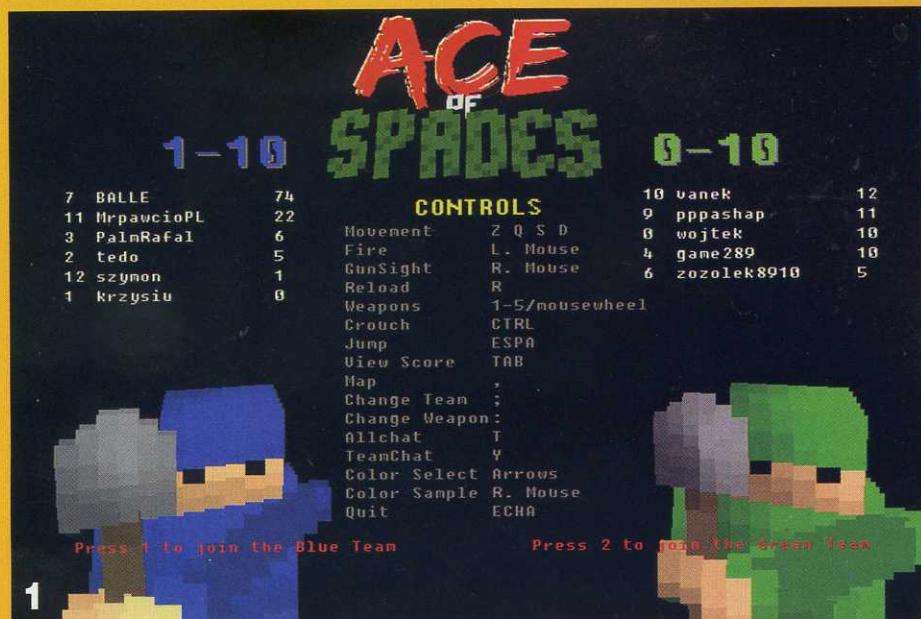 ACE
OF
SPADES
1-10
0-10
7 BALLE 74
11 MrpawcioPL 22
3 PalmRafal 6
2 tedo 5
12 szymon 1
1 krzysiu 0
10 vanek 12
9 pppashap 11
0 wojtek 10
4 game289 10
6 zozolek8910 5
CONTROLS
Movement Z Q S D
Fire L. Mouse
GunSight R. Mouse
Reload R
Weapons 1-5/mousewheel
Crouch CTRL
Jump ESPA
View Score TAB
Map ,
Change Team ;
Change Weapon:
Allchat T
TeamChat Y
Color Select Arrows
Color Sample R. Mouse
Quit ECHA
Press 1 to join the Blue Team
Press 2 to join the Green Team
1